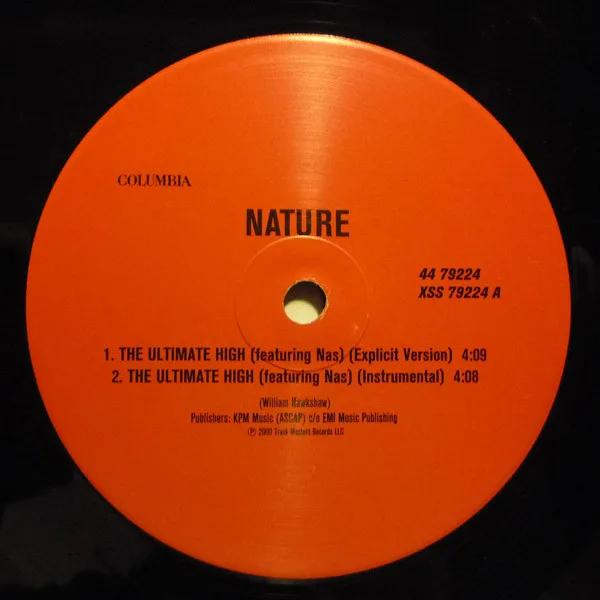 COLUMBIA
NATURE
44 79224
XSS 79224 A
1. THE ULTIMATE HIGH (featuring Nas) (Explicit Version) 4:09
2. THE ULTIMATE HIGH (featuring Nas) (Instrumental) 4:08
(William Hawkshaw)
Publishers: KPM Music (ASCAP) c/o EMI Music Publishing
℗ 2000 Track Masters Records LLC